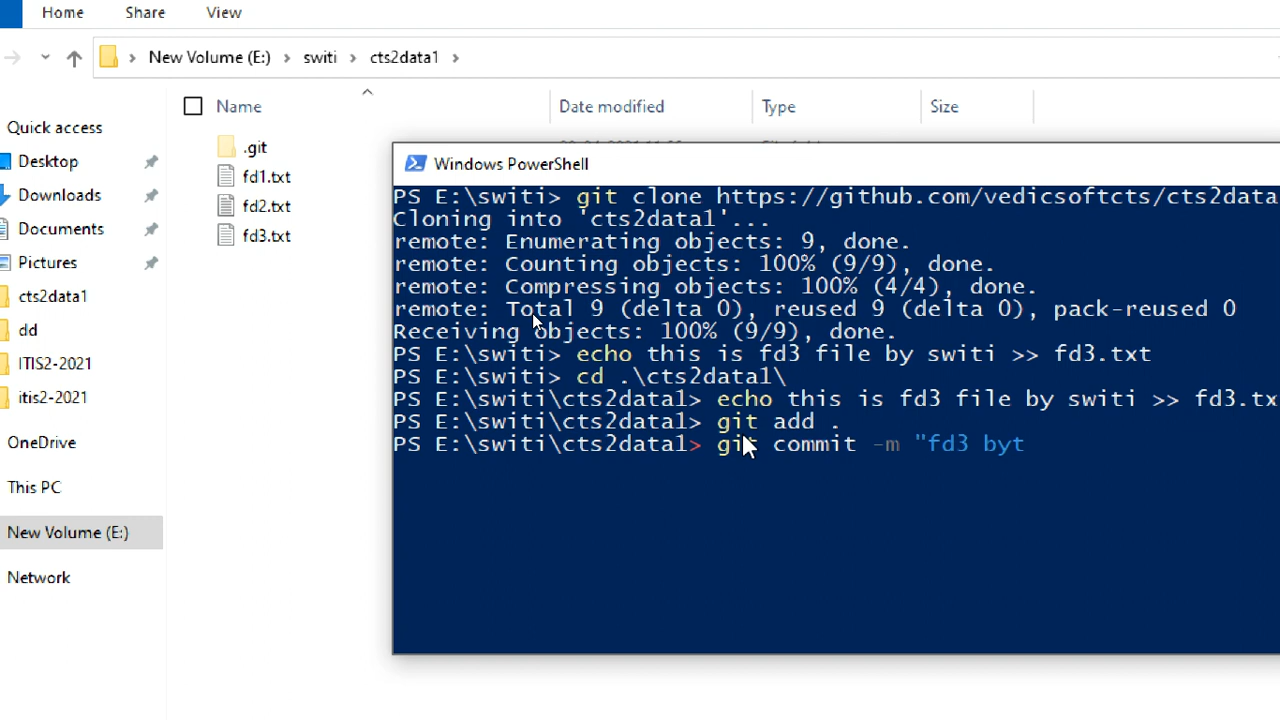 Home Share View
New Volume (E:) switi cts2data1
Name Date modified Type Size
Quick access
Desktop
Downloads
Documents
Pictures
cts2data1
dd
ITIS2-2021
itis2-2021
OneDrive
This PC
New Volume (E:)
Network
.git
fd1.txt
fd2.txt
fd3.txt
Windows PowerShell
PS E:\switi> git clone https://github.com/vedicsoftcts/cts2data
Cloning into 'cts2data1'...
remote: Enumerating objects: 9, done.
remote: Counting objects: 100% (9/9), done.
remote: Compressing objects: 100% (4/4), done.
remote: Total 9 (delta 0), reused 9 (delta 0), pack-reused 0
Receiving objects: 100% (9/9), done.
PS E:\switi> echo this is fd3 file by switi >> fd3.txt
PS E:\switi> cd .\cts2data1\
PS E:\switi\cts2data1> echo this is fd3 file by switi >> fd3.tx
PS E:\switi\cts2data1> git add .
PS E:\switi\cts2data1> git commit -m "fd3 byt